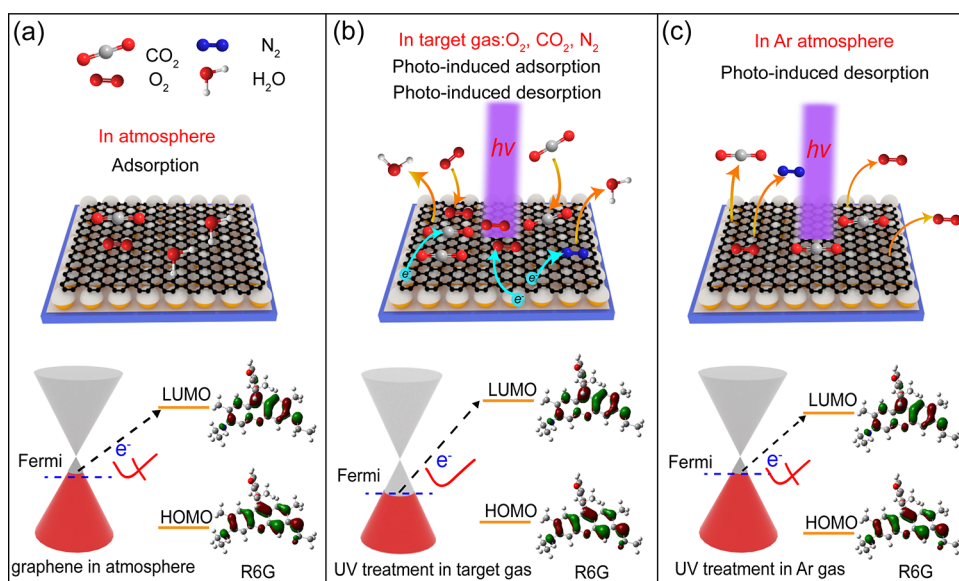 (a)
CO2
N2
O2
H2O
In atmosphere
Adsorption
LUMO
Fermi
e-
HOMO
graphene in atmosphere
R6G
(b)
In target gas:O2, CO2, N2
Photo-induced adsorption
Photo-induced desorption
hv
e-
e-
e-
LUMO
Fermi
e-
HOMO
UV treatment in target gas
R6G
(c)
In Ar atmosphere
Photo-induced desorption
hv
LUMO
Fermi
e-
HOMO
UV treatment in Ar gas
R6G